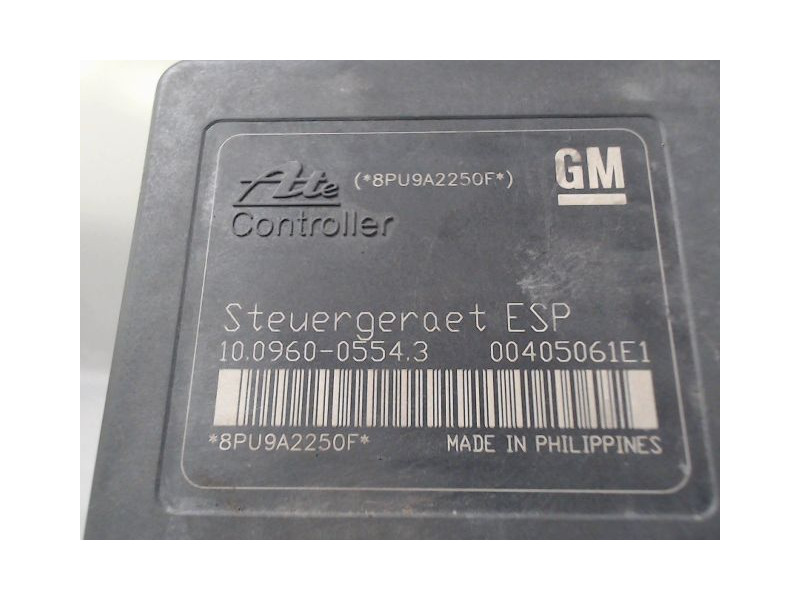 Ate (*8PU9A2250F*) GM
Controller
Steuergeraet ESP
10.0960-0554.3 00405061E1
*8PU9A2250F* MADE IN PHILIPPINES